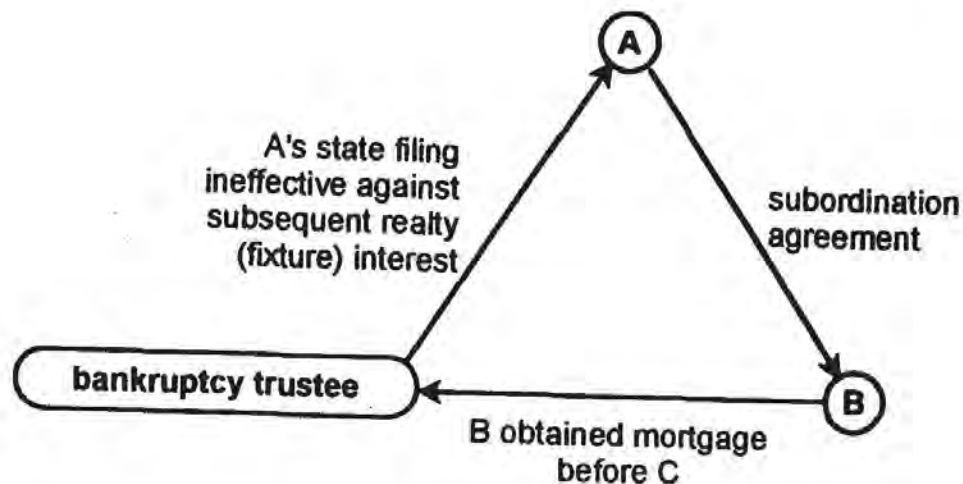 A
A's state filing
ineffective against
subsequent realty
(fixture) interest
subordination
agreement
bankruptcy trustee
B
B obtained mortgage
before C